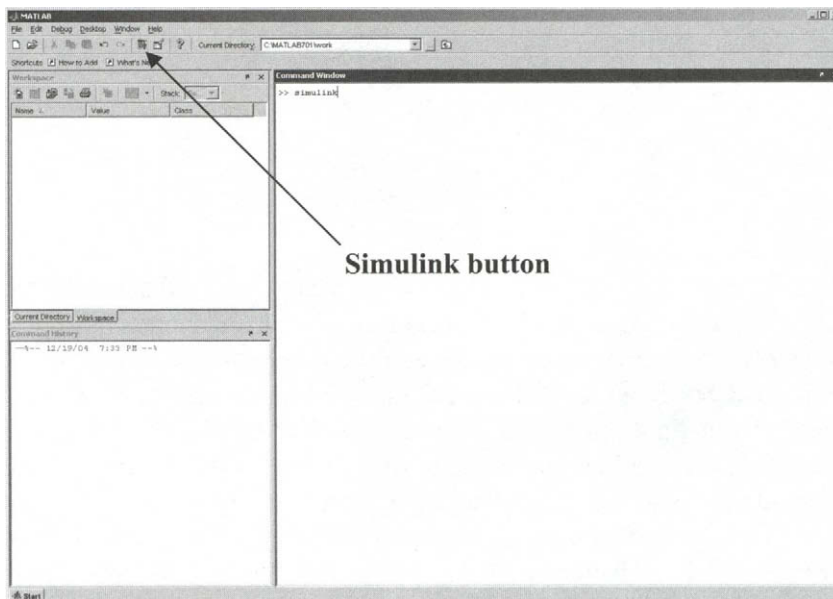 MATLAB
File Edit Debug Desktop Window Help
Current Directory: C:\MATLAB701\work
Shortcuts How to Add What's New
Workspace
Stack:
Name Value Class
Current Directory Workspace
Command History
--%-- 12/19/04 7:33 PM --%
Command Window
>> simulink
Simulink button
Start